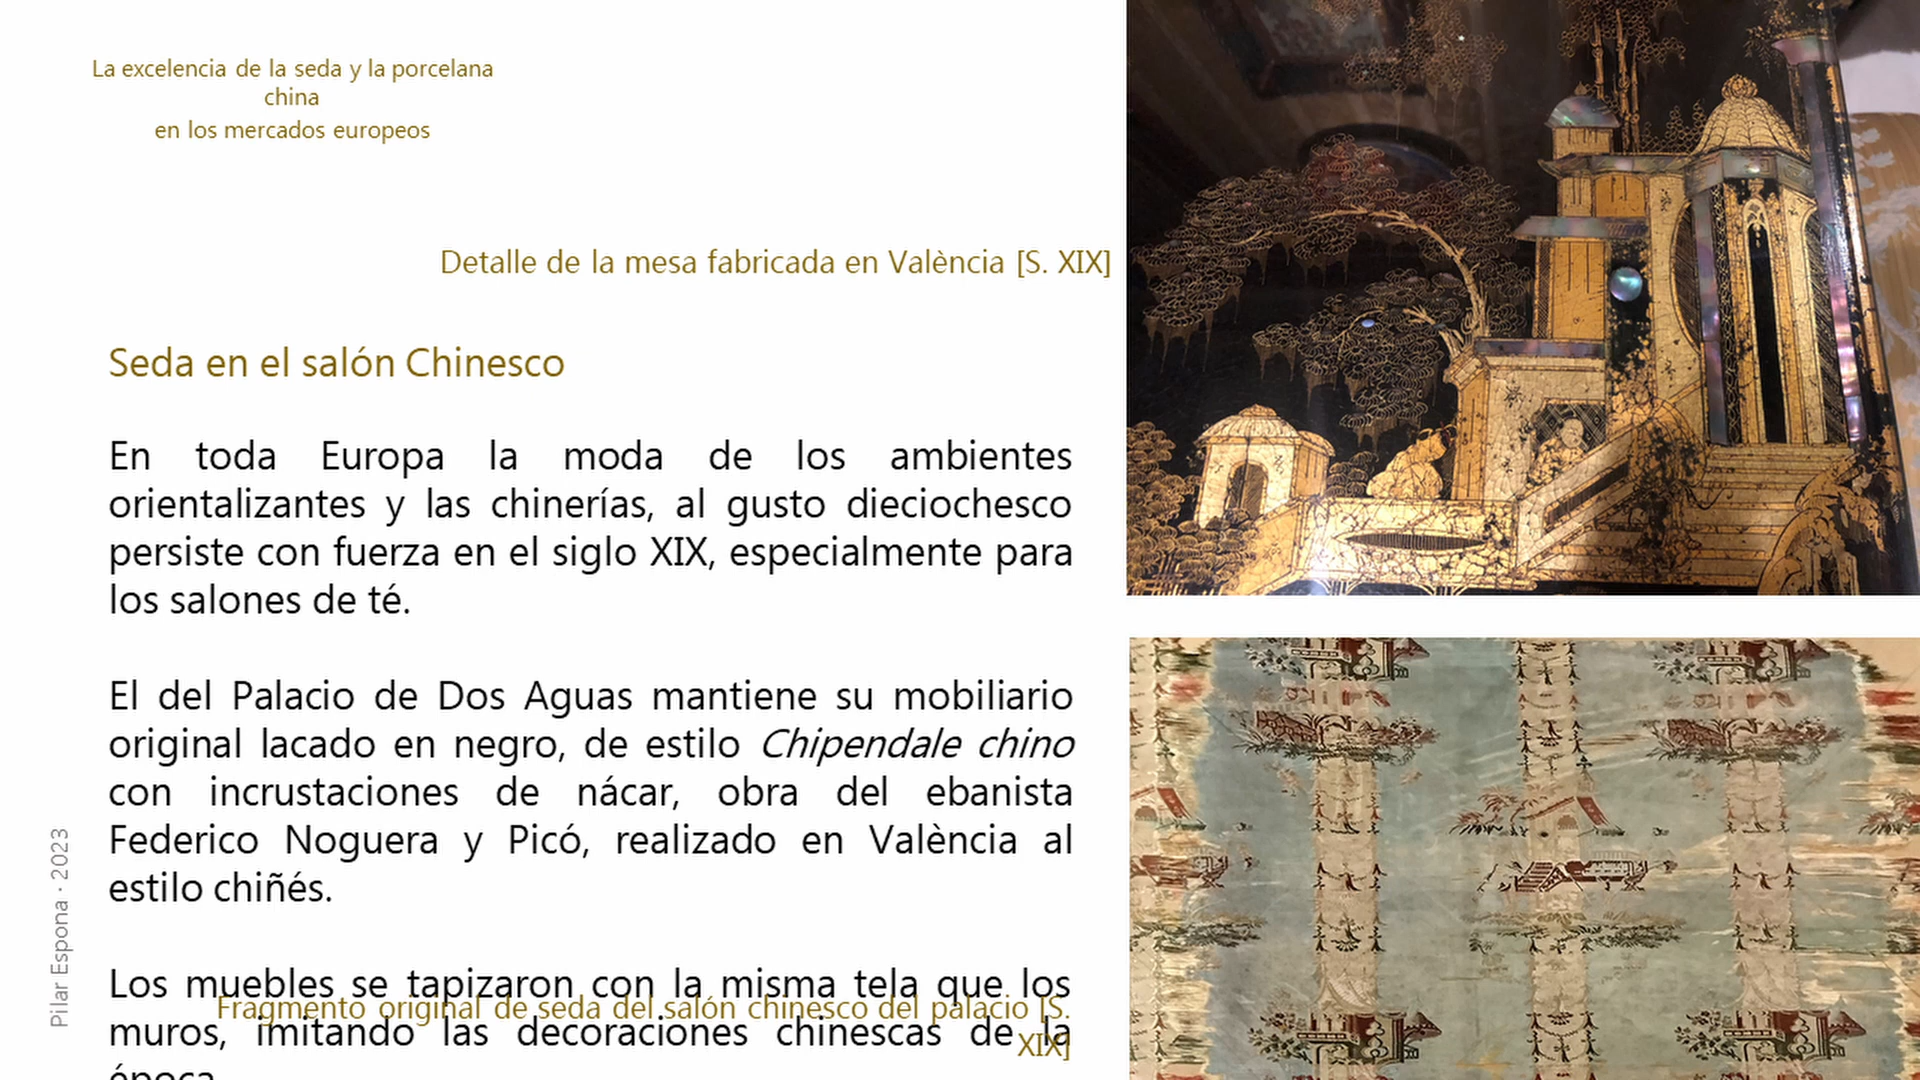 La excelencia de la seda y la porcelana
china
en los mercados europeos
Detalle de la mesa fabricada en València [S. XIX]
Seda en el salón Chinesco
En toda Europa la moda de los ambientes
orientalizantes y las chinerías, al gusto dieciochesco
persiste con fuerza en el siglo XIX, especialmente para
los salones de té.
El del Palacio de Dos Aguas mantiene su mobiliario
original lacado en negro, de estilo Chipendale chino
con incrustaciones de nácar, obra del ebanista
Federico Noguera y Picó, realizado en València al
estilo chiñés.
Los muebles se tapizaron con la misma tela que los
muros, imitando las decoraciones chinescas de la
época.
Fragmento original de seda del salón chinesco del palacio [S.
XIX]
Pilar Espona · 2023